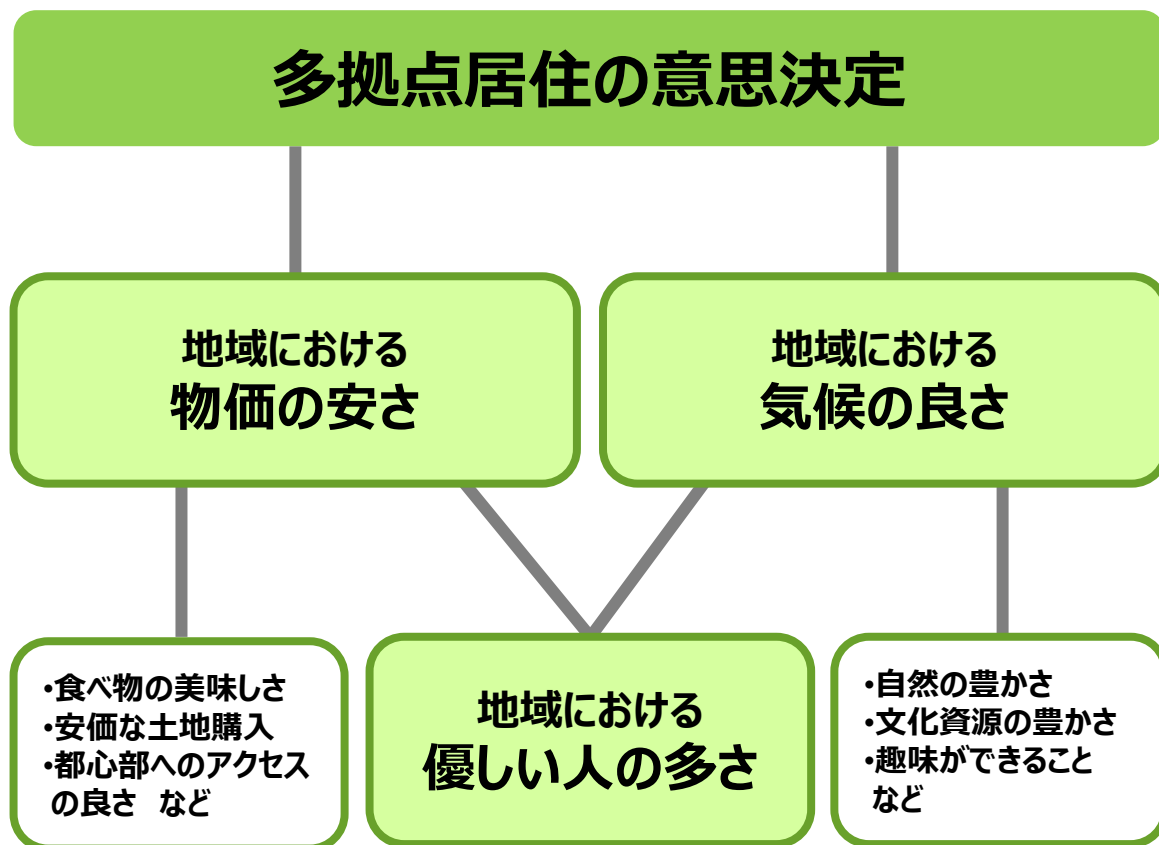 多拠点居住の意思決定
地域における
物価の安さ
地域における
気候の良さ
・食べ物の美味しさ
・安価な土地購入
・都心部へのアクセス
の良さ　など
地域における
優しい人の多さ
・自然の豊かさ
・文化資源の豊かさ
・趣味ができること
など